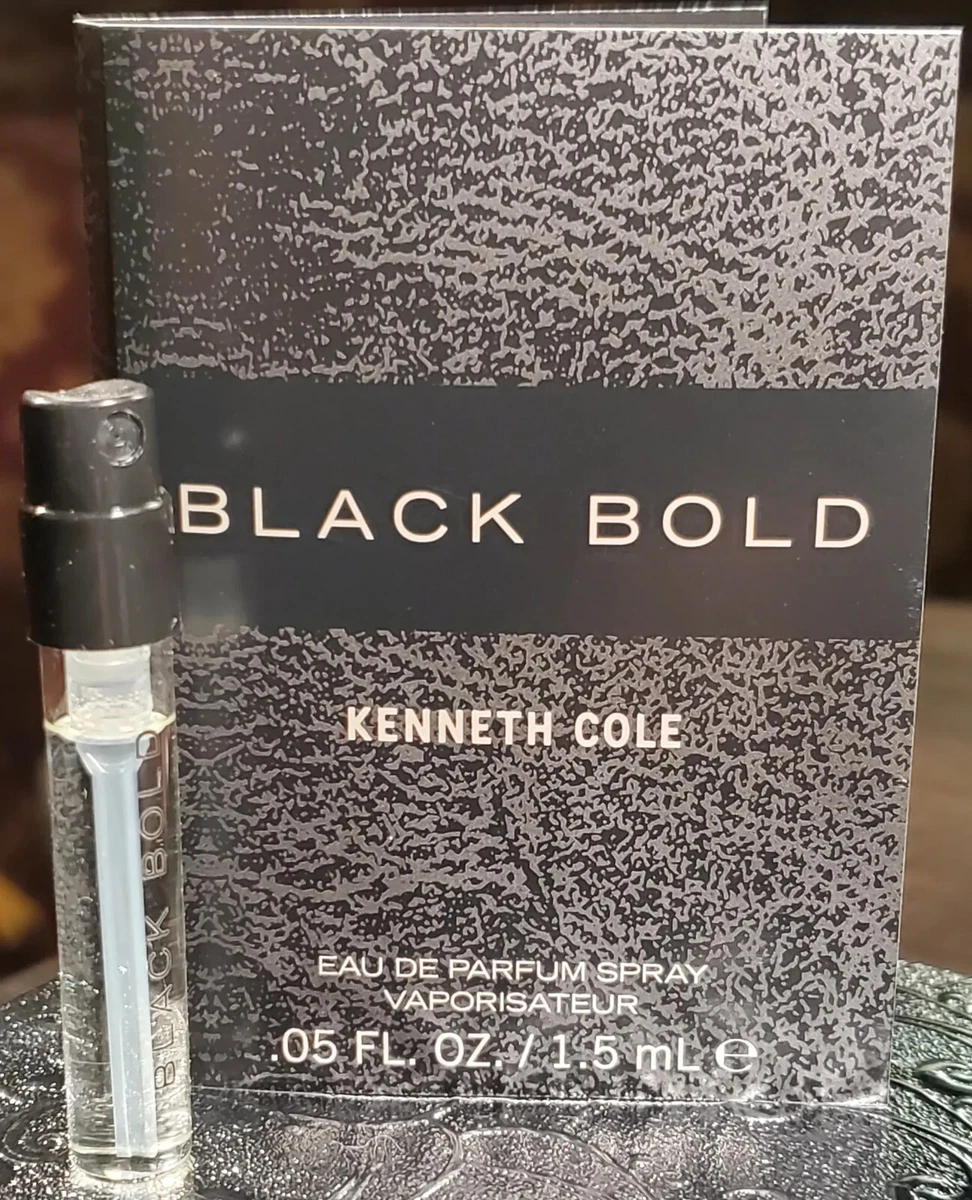 BLACK BOLD
KENNETH COLE
EAU DE PARFUM SPRAY
VAPORISATEUR
.05 FL. OZ. / 1.5 mL ℮
BLACK BOLD